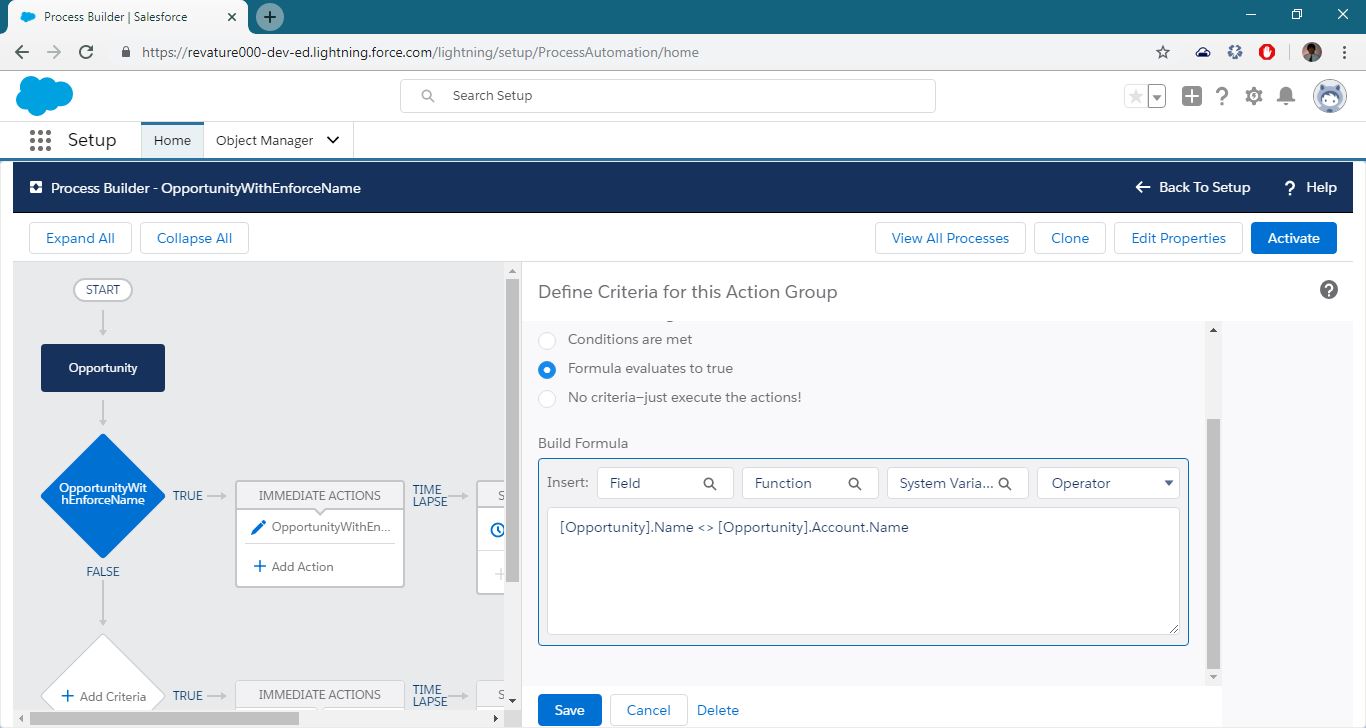 Process Builder | Salesforce
https://revature000-dev-ed.lightning.force.com/lightning/setup/ProcessAutomation/home
Search Setup
Setup
Home
Object Manager
Process Builder - OpportunityWithEnforceName
Back To Setup
? Help
Expand All
Collapse All
View All Processes
Clone
Edit Properties
Activate
START
Opportunity
OpportunityWit
hEnforceName
TRUE
IMMEDIATE ACTIONS
TIME
LAPSE
S
OpportunityWithEn...
+ Add Action
FALSE
+ Add Criteria
TRUE
IMMEDIATE ACTIONS
TIME
LAPSE
S
Define Criteria for this Action Group
Conditions are met
Formula evaluates to true
No criteria—just execute the actions!
Build Formula
Insert:
Field
Function
System Varia...
Operator
[Opportunity].Name <> [Opportunity].Account.Name
Save
Cancel
Delete